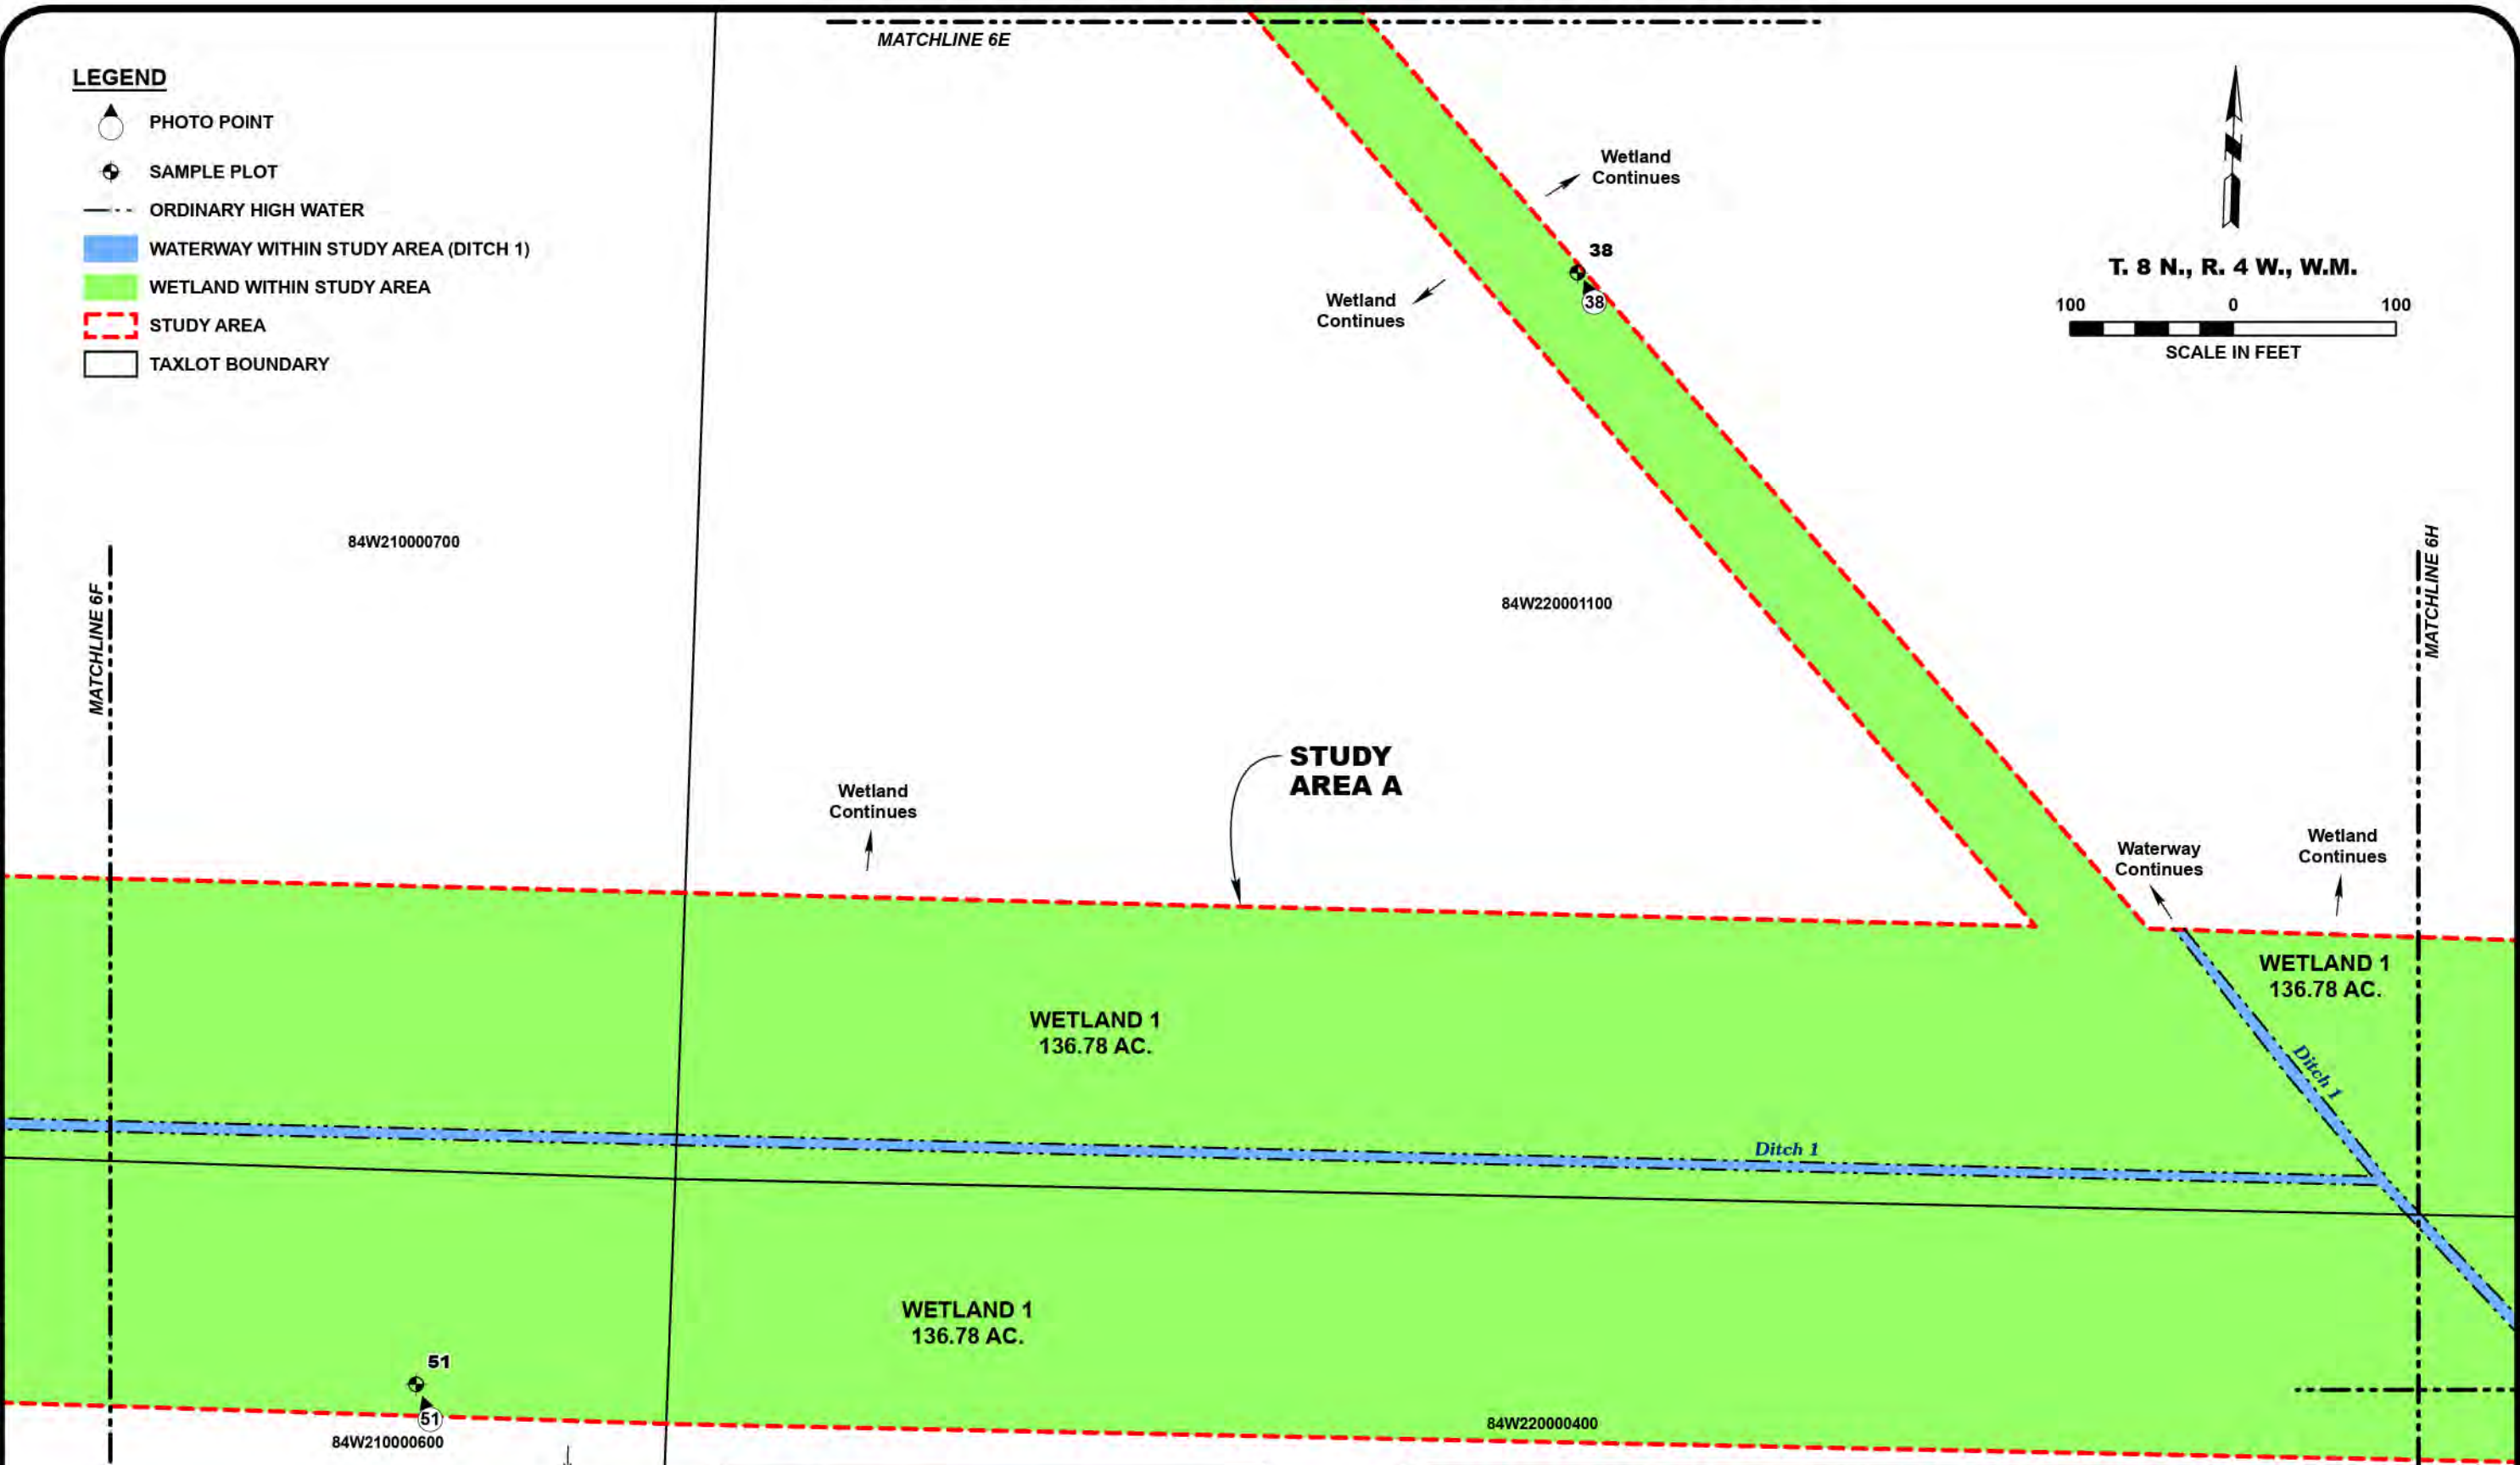 MATCHLINE 6E
LEGEND
PHOTO POINT
SAMPLE PLOT
ORDINARY HIGH WATER
WATERWAY WITHIN STUDY AREA (DITCH 1)
WETLAND WITHIN STUDY AREA
STUDY AREA
TAXLOT BOUNDARY
Wetland
Continues
38
38
Wetland
Continues
N
T. 8 N., R. 4 W., W.M.
100 0 100
SCALE IN FEET
84W210000700
84W220001100
MATCHLINE 6F
MATCHLINE 6H
STUDY
AREA A
Wetland
Continues
Waterway
Continues
Wetland
Continues
WETLAND 1
136.78 AC.
WETLAND 1
136.78 AC.
Ditch 1
Ditch 1
WETLAND 1
136.78 AC.
51
51
84W210000600
84W220000400